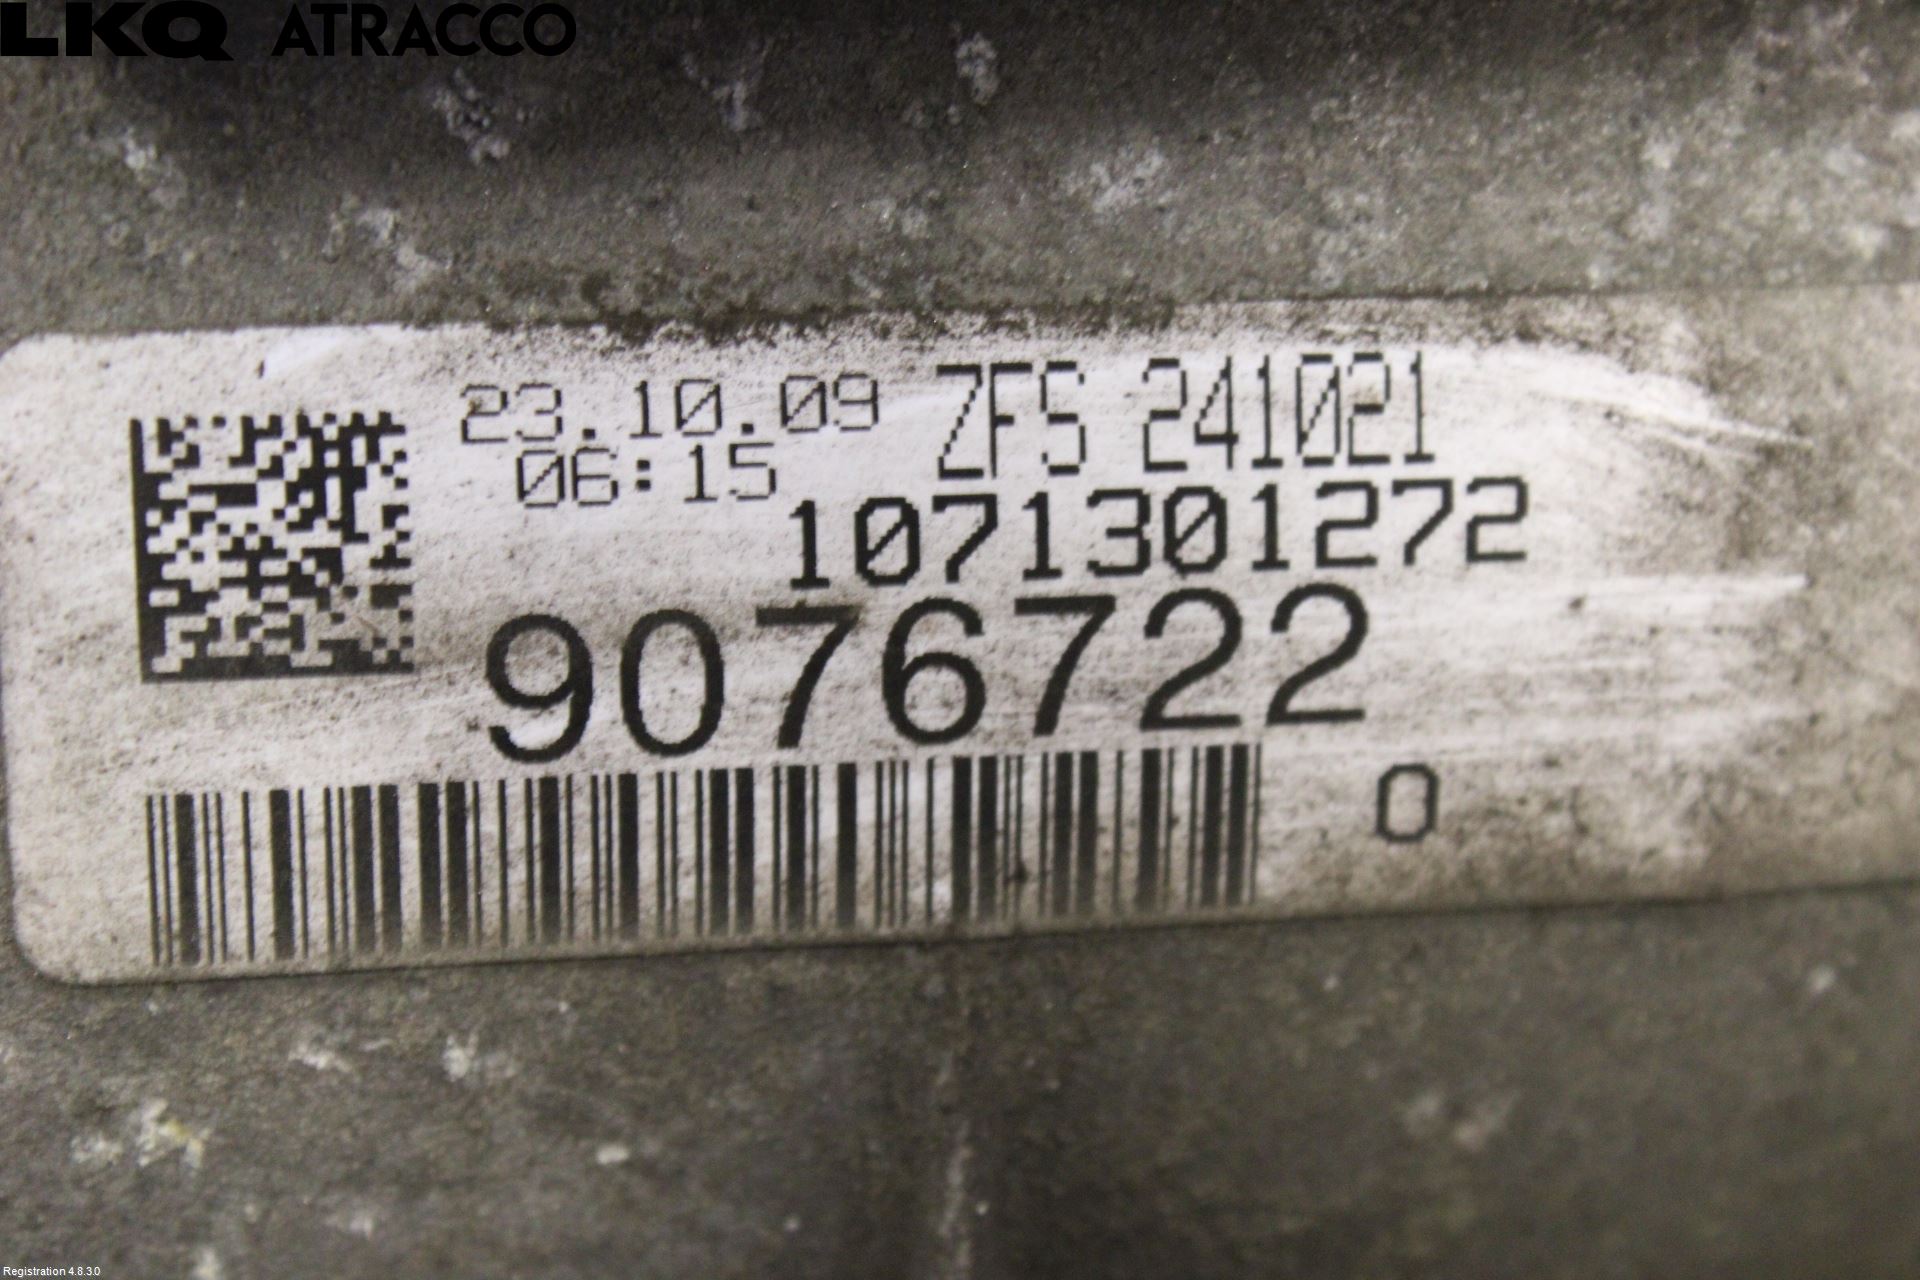 LKQ ATRACCO
23.10.09 ZFS 241021
06:15
1071301272
9076722
0
Registration 4.8.3.0